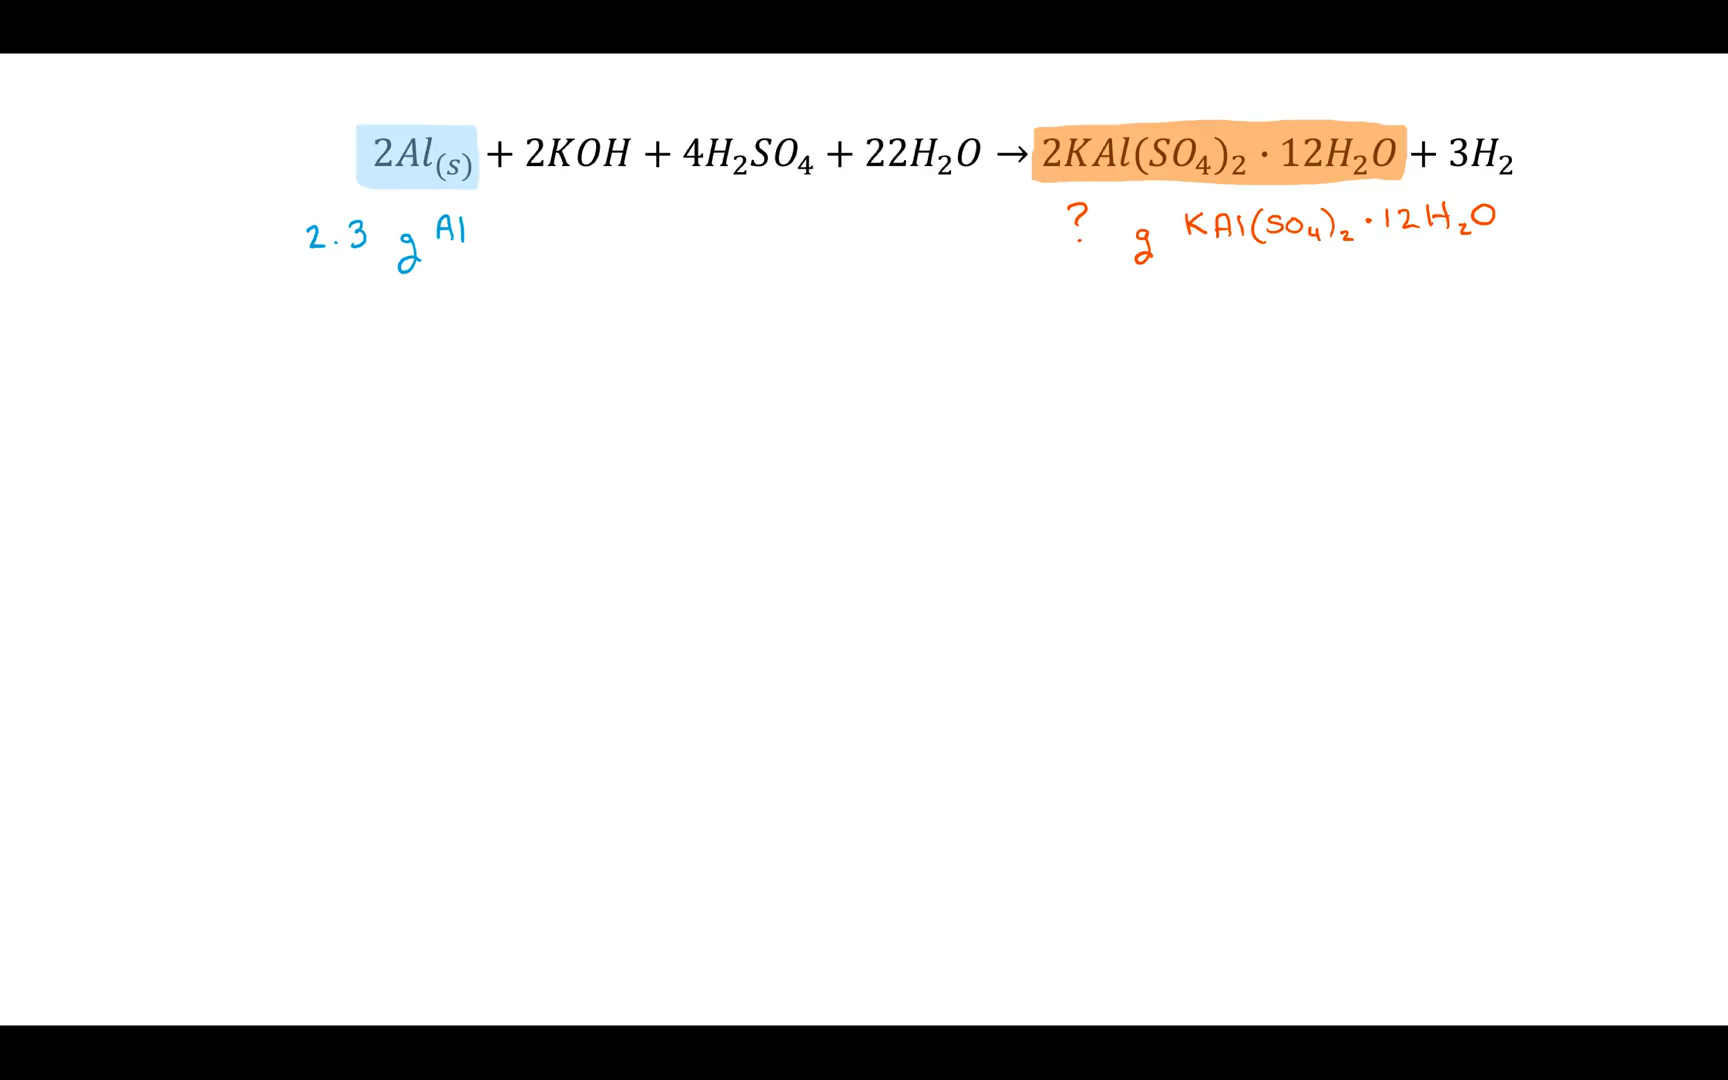 2Al₍ₛ₎ + 2KOH + 4H₂SO₄ + 22H₂O → 2KAl(SO₄)₂ · 12H₂O + 3H₂
2.3 g Al ? g KAl(SO₄)₂ · 12H₂O